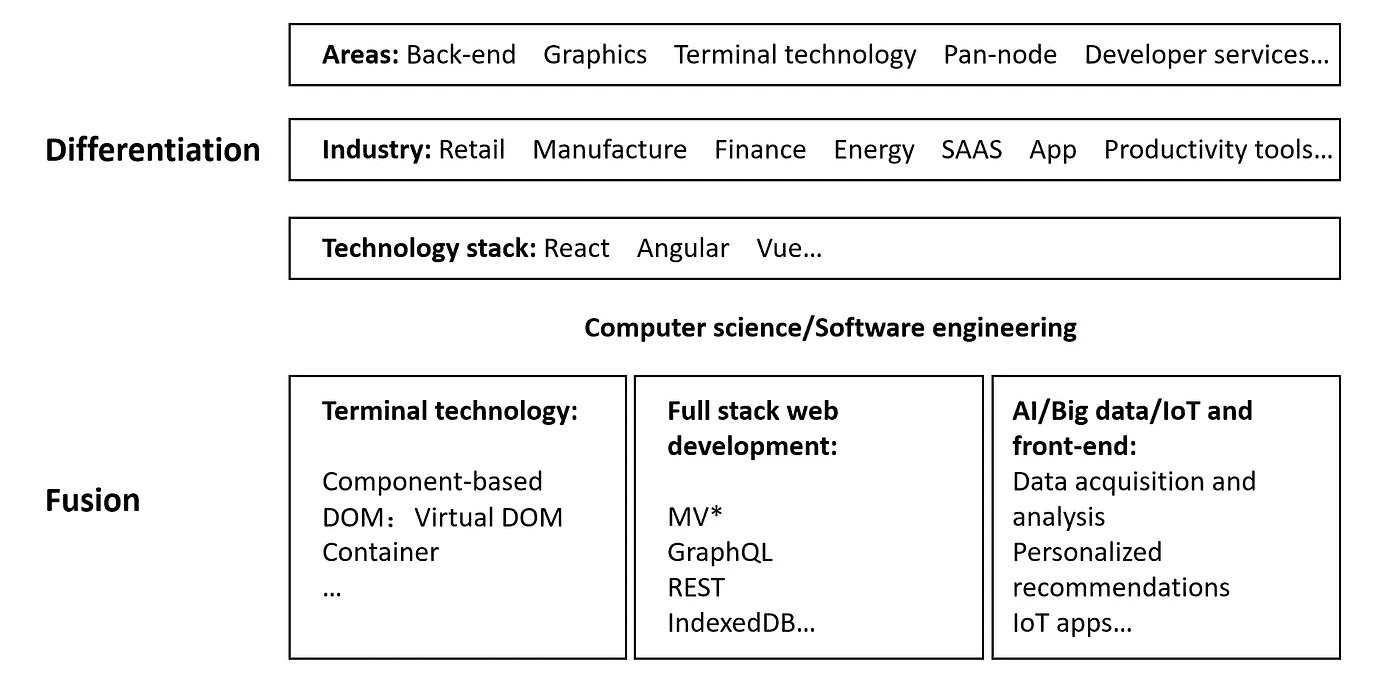 Areas: Back-end Graphics Terminal technology Pan-node Developer services…
Differentiation
Industry: Retail Manufacture Finance Energy SAAS App Productivity tools…
Technology stack: React Angular Vue…
Computer science/Software engineering
Fusion
Terminal technology:
Component-based
DOM： Virtual DOM
Container
…
Full stack web
development:
MV*
GraphQL
REST
IndexedDB…
AI/Big data/IoT and
front-end:
Data acquisition and
analysis
Personalized
recommendations
IoT apps…